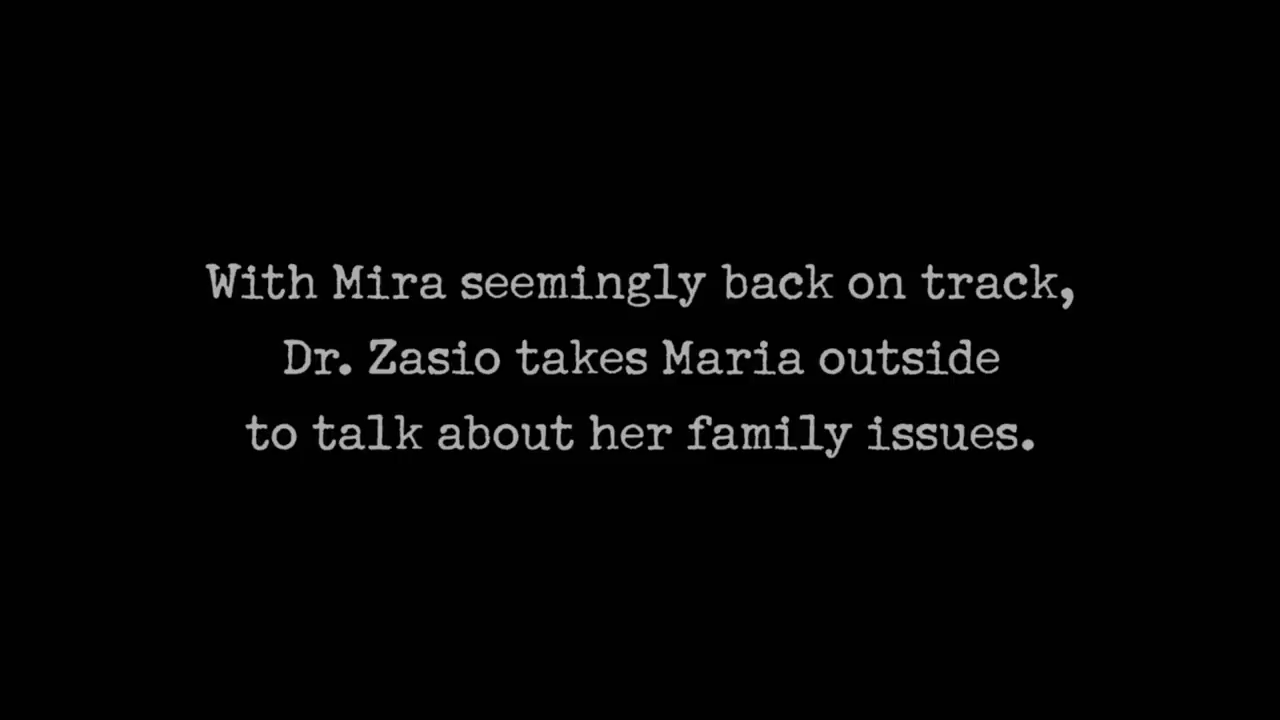 With Mira seemingly back on track,
Dr. Zasio takes Maria outside
to talk about her family issues.